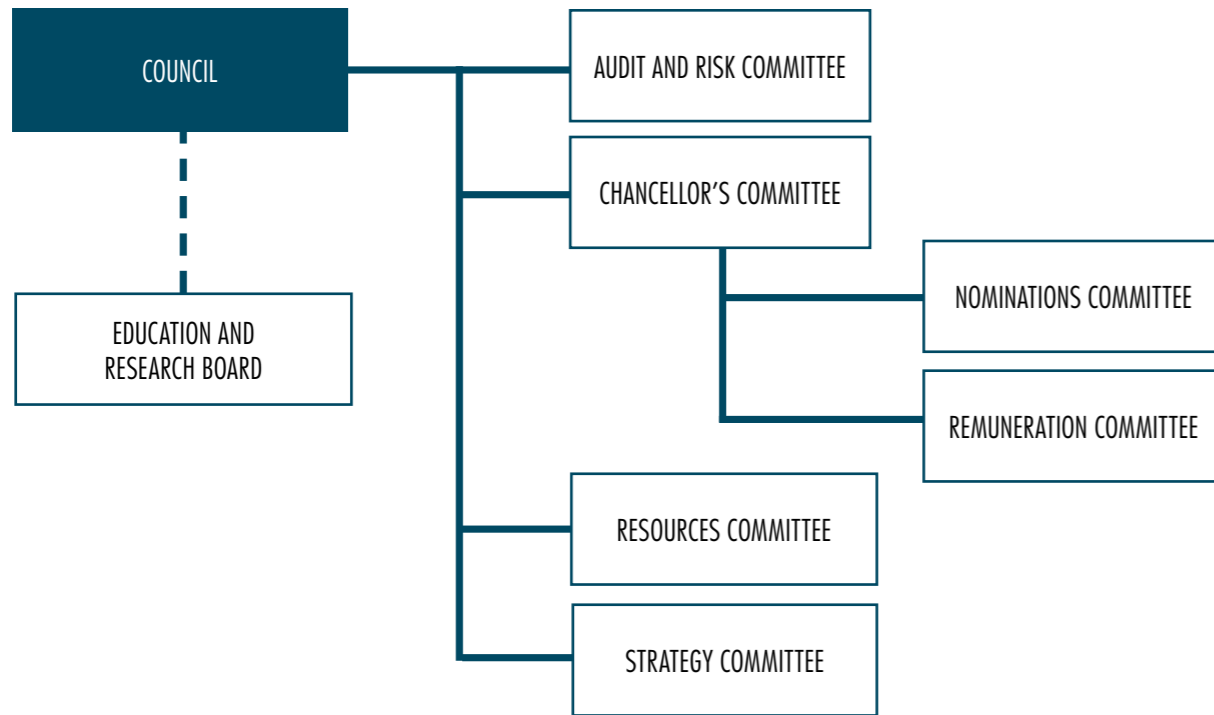 COUNCIL
AUDIT AND RISK COMMITTEE
CHANCELLOR’S COMMITTEE
NOMINATIONS COMMITTEE
EDUCATION AND
RESEARCH BOARD
REMUNERATION COMMITTEE
RESOURCES COMMITTEE
STRATEGY COMMITTEE